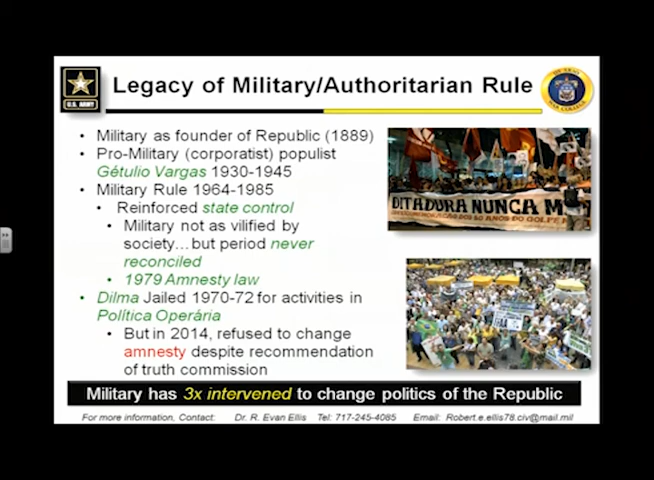 Legacy of Military/Authoritarian Rule
U.S. ARMY
• Military as founder of Republic (1889)
• Pro-Military (corporatist) populist
Gétulio Vargas 1930-1945
• Military Rule 1964-1985
• Reinforced state control
• Military not as vilified by
society…but period never
reconciled
• 1979 Amnesty law
• Dilma Jailed 1970-72 for activities in
Política Operária
• But in 2014, refused to change
amnesty despite recommendation
of truth commission
DITADURA NUNCA M
Military has 3x intervened to change politics of the Republic
For more information, Contact: Dr. R. Evan Ellis Tel: 717-245-4085 Email: Robert.e.ellis78.civ@mail.mil